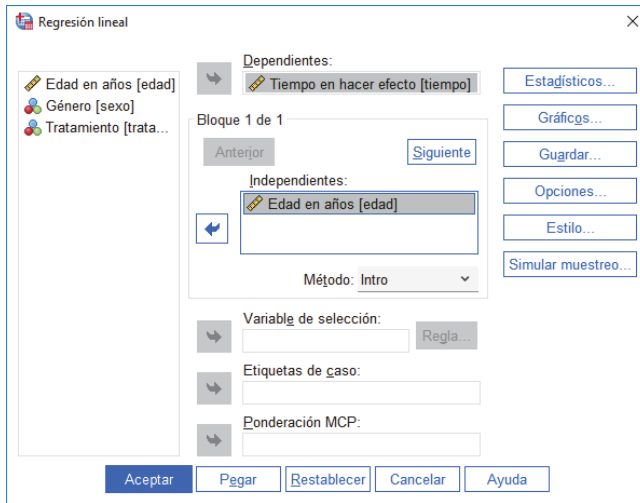 Regresión lineal
Edad en años [edad]
Género [sexo]
Tratamiento [trata...
Dependientes:
Tiempo en hacer efecto [tiempo]
Bloque 1 de 1
Anterior
Siguiente
Independientes:
Edad en años [edad]
Método: Intro
Variable de selección:
Regla...
Etiquetas de caso:
Ponderación MCP:
Estadísticos...
Gráficos...
Guardar...
Opciones...
Estilo...
Simular muestreo...
Aceptar
Pegar
Restablecer
Cancelar
Ayuda